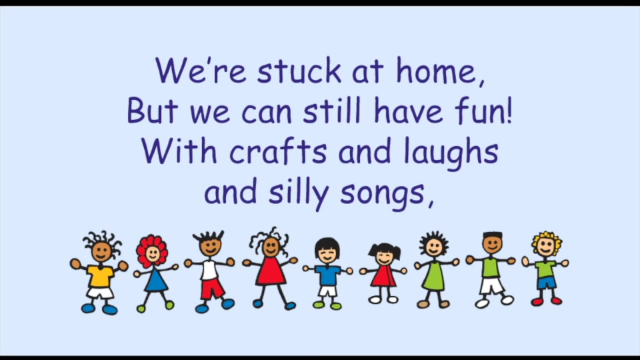 We're stuck at home,
But we can still have fun!
With crafts and laughs
and silly songs,